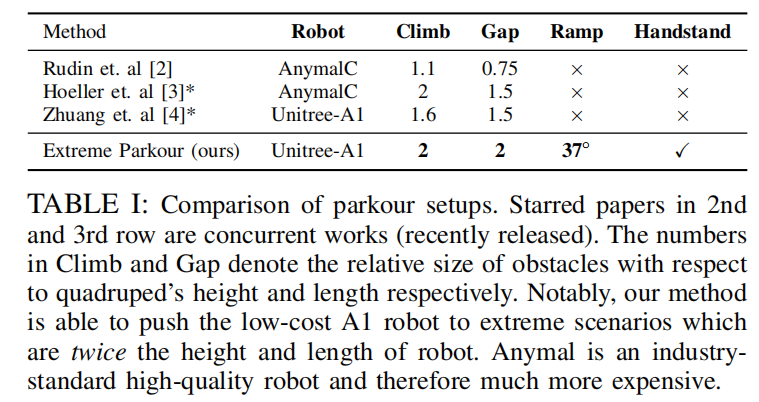 Method Robot Climb Gap Ramp Handstand
Rudin et. al [2] AnymalC 1.1 0.75 × ×
Hoeller et. al [3]* AnymalC 2 1.5 × ×
Zhuang et. al [4]* Unitree-A1 1.6 1.5 × ×
Extreme Parkour (ours) Unitree-A1 2 2 37° ✓
TABLE I: Comparison of parkour setups. Starred papers in 2nd
and 3rd row are concurrent works (recently released). The numbers
in Climb and Gap denote the relative size of obstacles with respect
to quadruped’s height and length respectively. Notably, our method
is able to push the low-cost A1 robot to extreme scenarios which
are twice the height and length of robot. Anymal is an industry-
standard high-quality robot and therefore much more expensive.